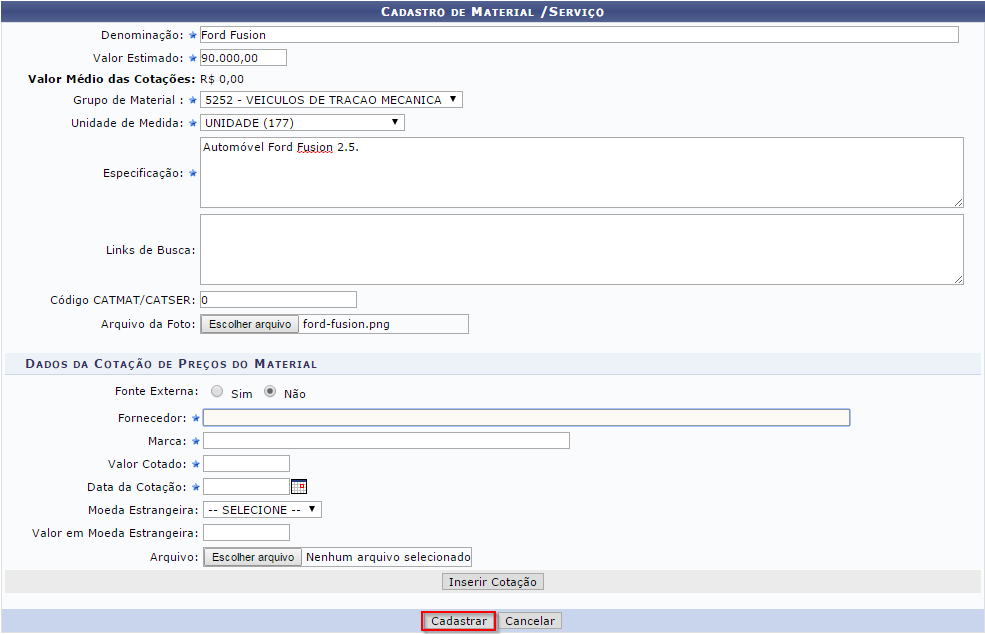 Cadastro de Material /Serviço
Denominação: Ford Fusion
Valor Estimado: 90.000,00
Valor Médio das Cotações: R$ 0,00
Grupo de Material : 5252 - VEICULOS DE TRACAO MECANICA
Unidade de Medida: UNIDADE (177)
Especificação: Automóvel Ford Fusion 2.5.
Links de Busca:
Código CATMAT/CATSER: 0
Arquivo da Foto: Escolher arquivo ford-fusion.png
Dados da Cotação de Preços do Material
Fonte Externa: Sim Não
Fornecedor:
Marca:
Valor Cotado:
Data da Cotação:
Moeda Estrangeira: -- SELECIONE --
Valor em Moeda Estrangeira:
Arquivo: Escolher arquivo Nenhum arquivo selecionado
Inserir Cotação
Cadastrar Cancelar